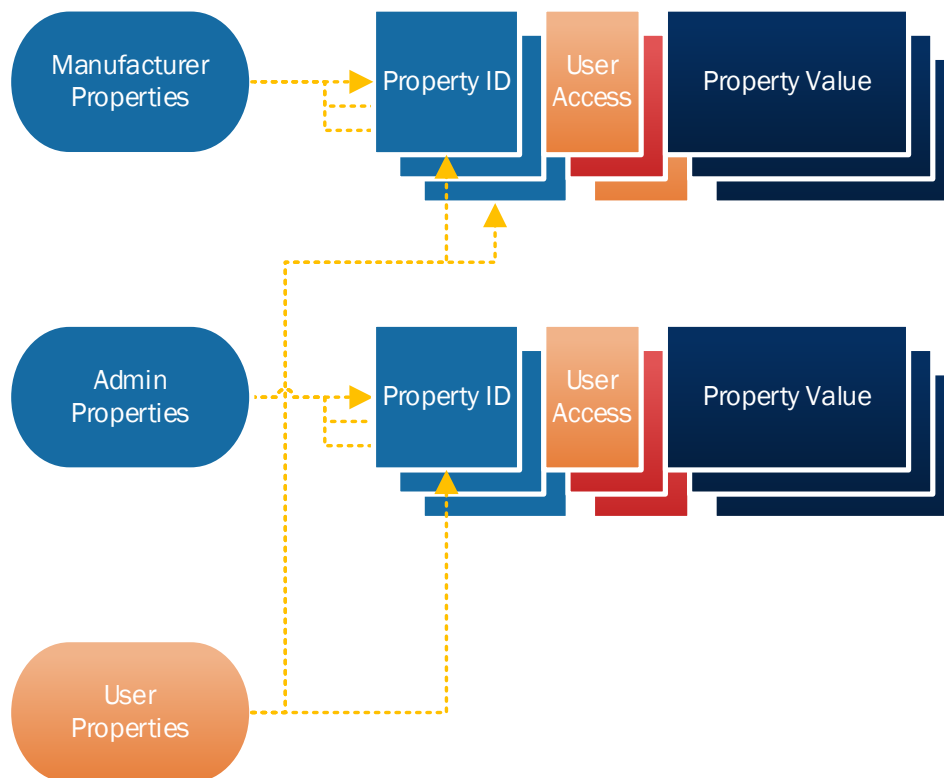 Manufacturer
Properties
Property ID
User
Access
Property Value
Admin
Properties
Property ID
User
Access
Property Value
User
Properties